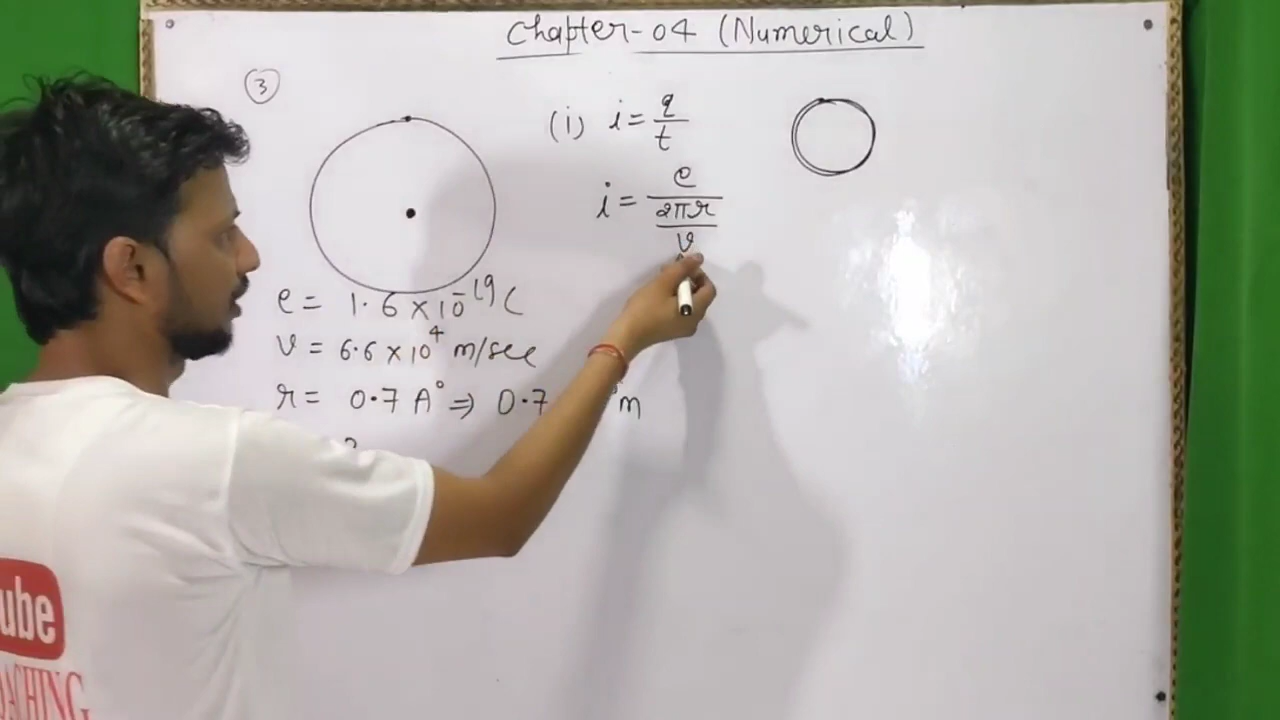 Chapter-04 (Numerical)
3
(i) i = q/t
i = e/(2πr/v)
e = 1.6 × 10⁻¹⁹ C
v = 6.6 × 10⁴ m/sec
r = 0.7 A° ⇒ 0.7 m
ube